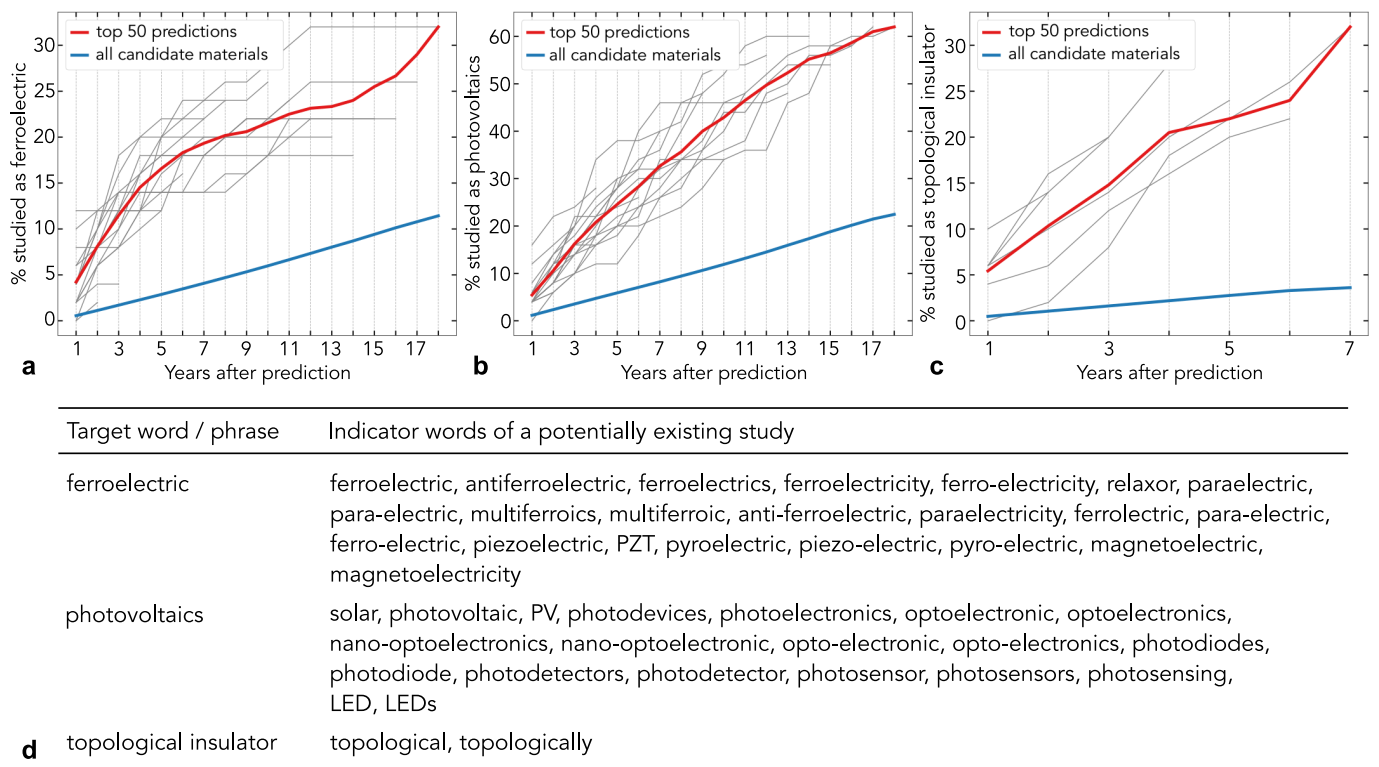 % studied as ferroelectric
30
25
20
15
10
5
0
top 50 predictions
all candidate materials
1 3 5 7 9 11 13 15 17
Years after prediction
a
% studied as photovoltaics
60
50
40
30
20
10
0
top 50 predictions
all candidate materials
1 3 5 7 9 11 13 15 17
Years after prediction
b
% studied as topological insulator
30
25
20
15
10
5
0
top 50 predictions
all candidate materials
1 3 5 7
Years after prediction
c
Target word / phrase Indicator words of a potentially existing study
ferroelectric ferroelectric, antiferroelectric, ferroelectrics, ferroelectricity, ferro-electricity, relaxor, paraelectric,
para-electric, multiferroics, multiferroic, anti-ferroelectric, paraelectricity, ferrolectric, para-electric,
ferro-electric, piezoelectric, PZT, pyroelectric, piezo-electric, pyro-electric, magnetoelectric,
magnetoelectricity
photovoltaics solar, photovoltaic, PV, photodevices, photoelectronics, optoelectronic, optoelectronics,
nano-optoelectronics, nano-optoelectronic, opto-electronic, opto-electronics, photodiodes,
photodiode, photodetectors, photodetector, photosensor, photosensors, photosensing,
LED, LEDs
d topological insulator topological, topologically